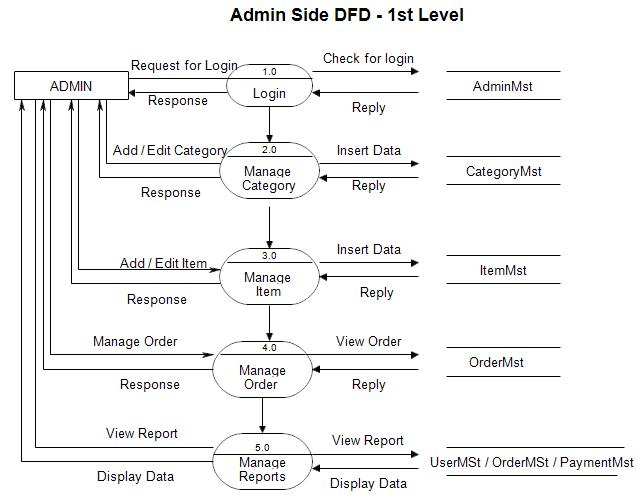 Admin Side DFD - 1st Level
Request for Login
1.0
Check for login
ADMIN
Login
AdminMst
Response
Reply
Add / Edit Category
2.0
Insert Data
Manage
Category
CategoryMst
Response
Reply
Add / Edit Item
3.0
Insert Data
Manage
Item
ItemMst
Response
Reply
Manage Order
4.0
View Order
Manage
Order
OrderMst
Response
Reply
View Report
5.0
View Report
Manage
Reports
UserMSt / OrderMSt / PaymentMst
Display Data
Display Data